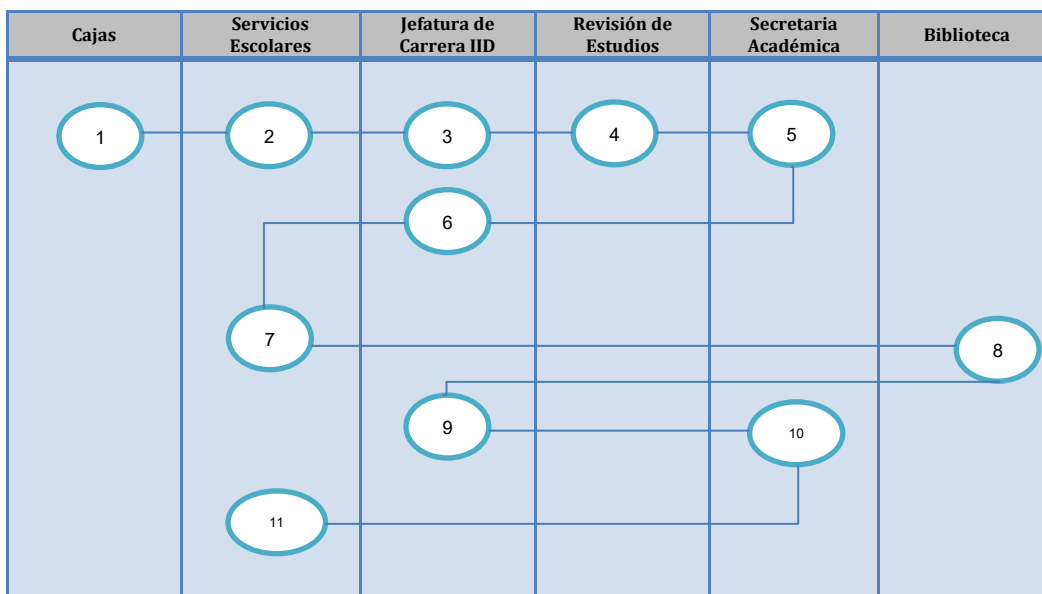 Cajas
Servicios
Escolares
Jefatura de
Carrera IID
Revisión de
Estudios
Secretaria
Académica
Biblioteca
1
2
3
4
5
6
7
8
9
10
11